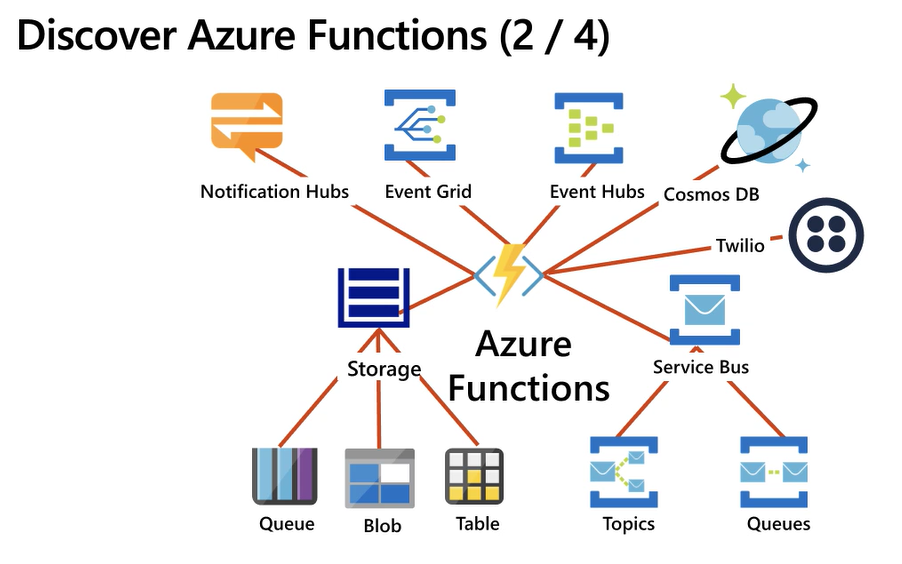 Discover Azure Functions (2 / 4)
Notification Hubs
Event Grid
Event Hubs
Cosmos DB
Twilio
Azure
Functions
Storage
Service Bus
Queue
Blob
Table
Topics
Queues